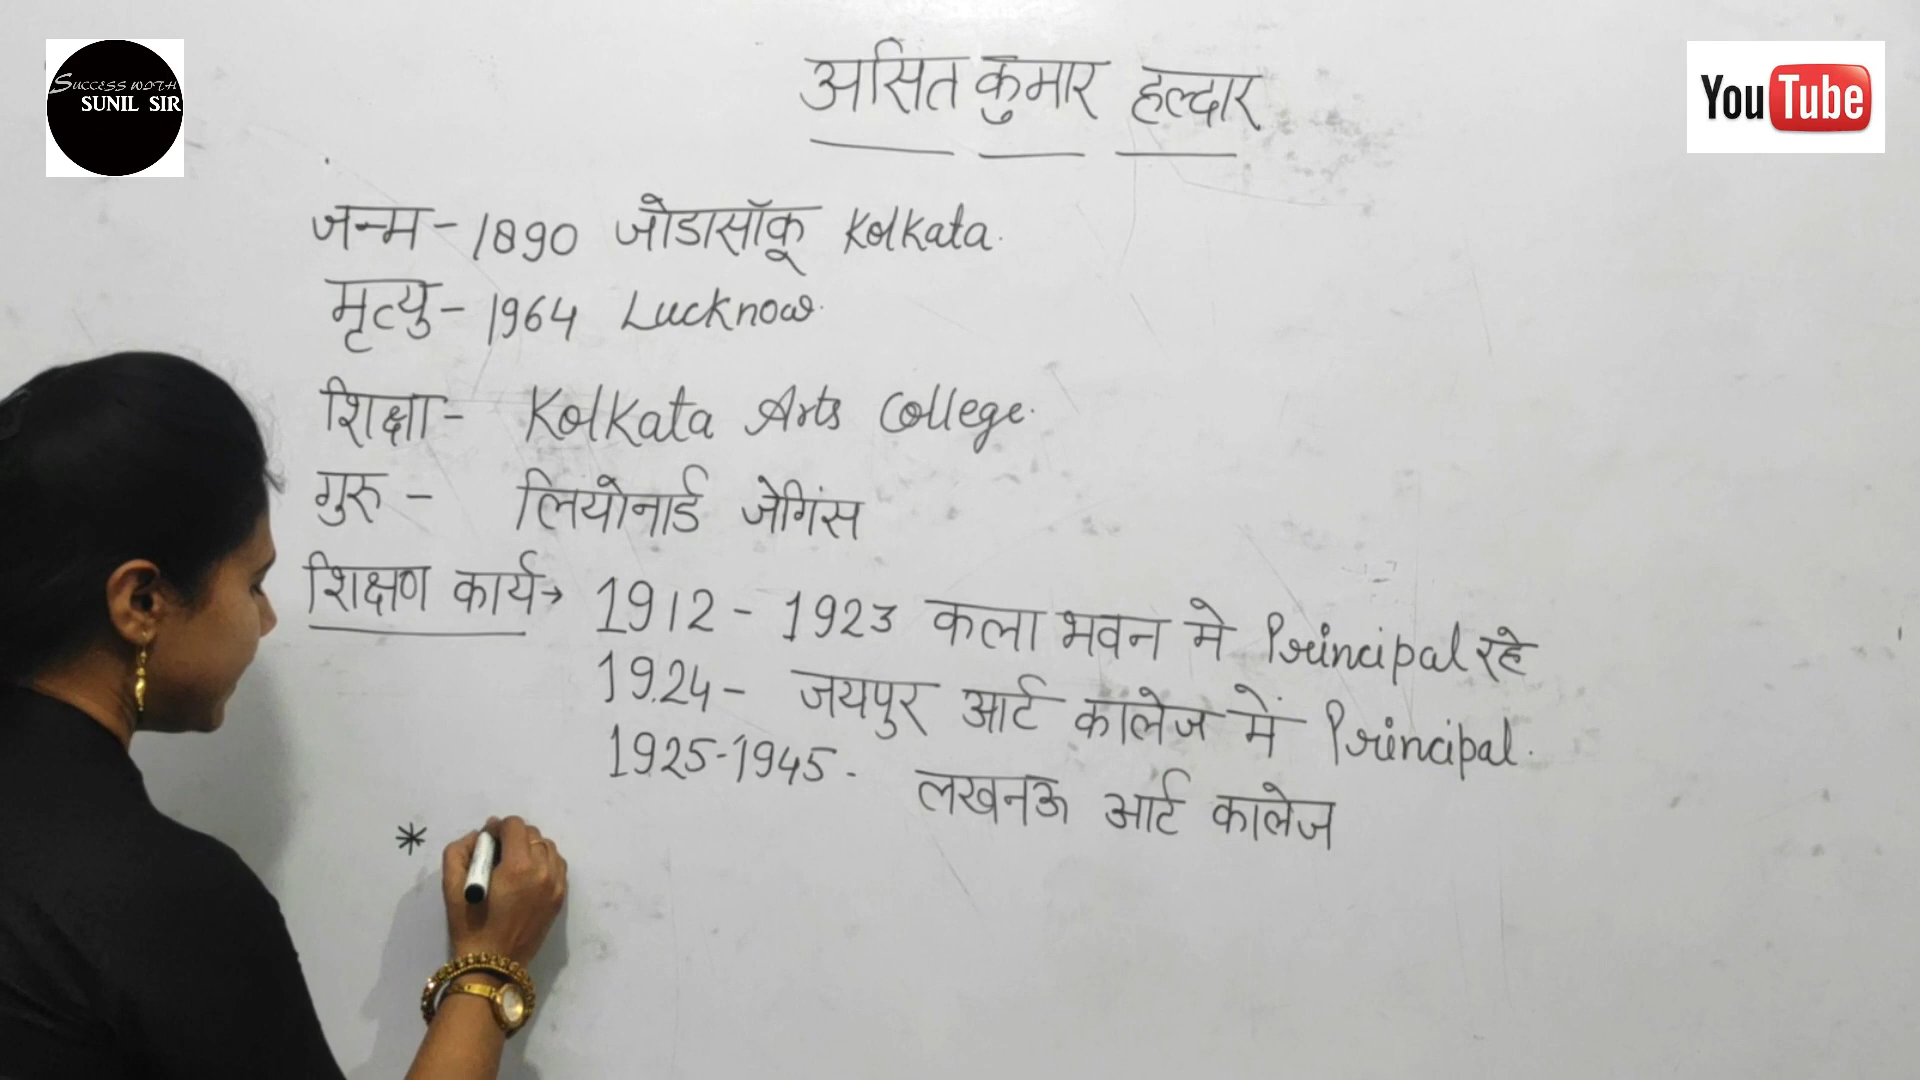 SUCCESS WITH
SUNIL SIR
YouTube
असित कुमार हल्दार
जन्म - 1890 जोडासॉकू Kolkata.
मृत्यु - 1964 Lucknow.
शिक्षा - Kolkata Arts College.
गुरु - लियोनार्ड जेगिंस
शिक्षण कार्य → 1912 - 1923 कला भवन मे Principal रहे
1924 - जयपुर आर्ट कालेज में Principal.
1925-1945 - लखनऊ आर्ट कालेज
*